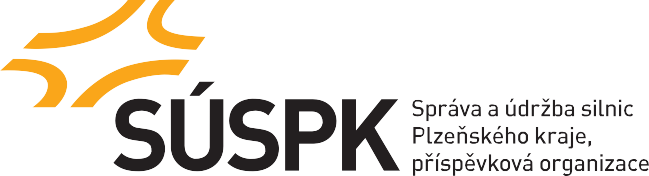 SÚSPK
Správa a údržba silnic
Plzeňského kraje,
příspěvková organizace